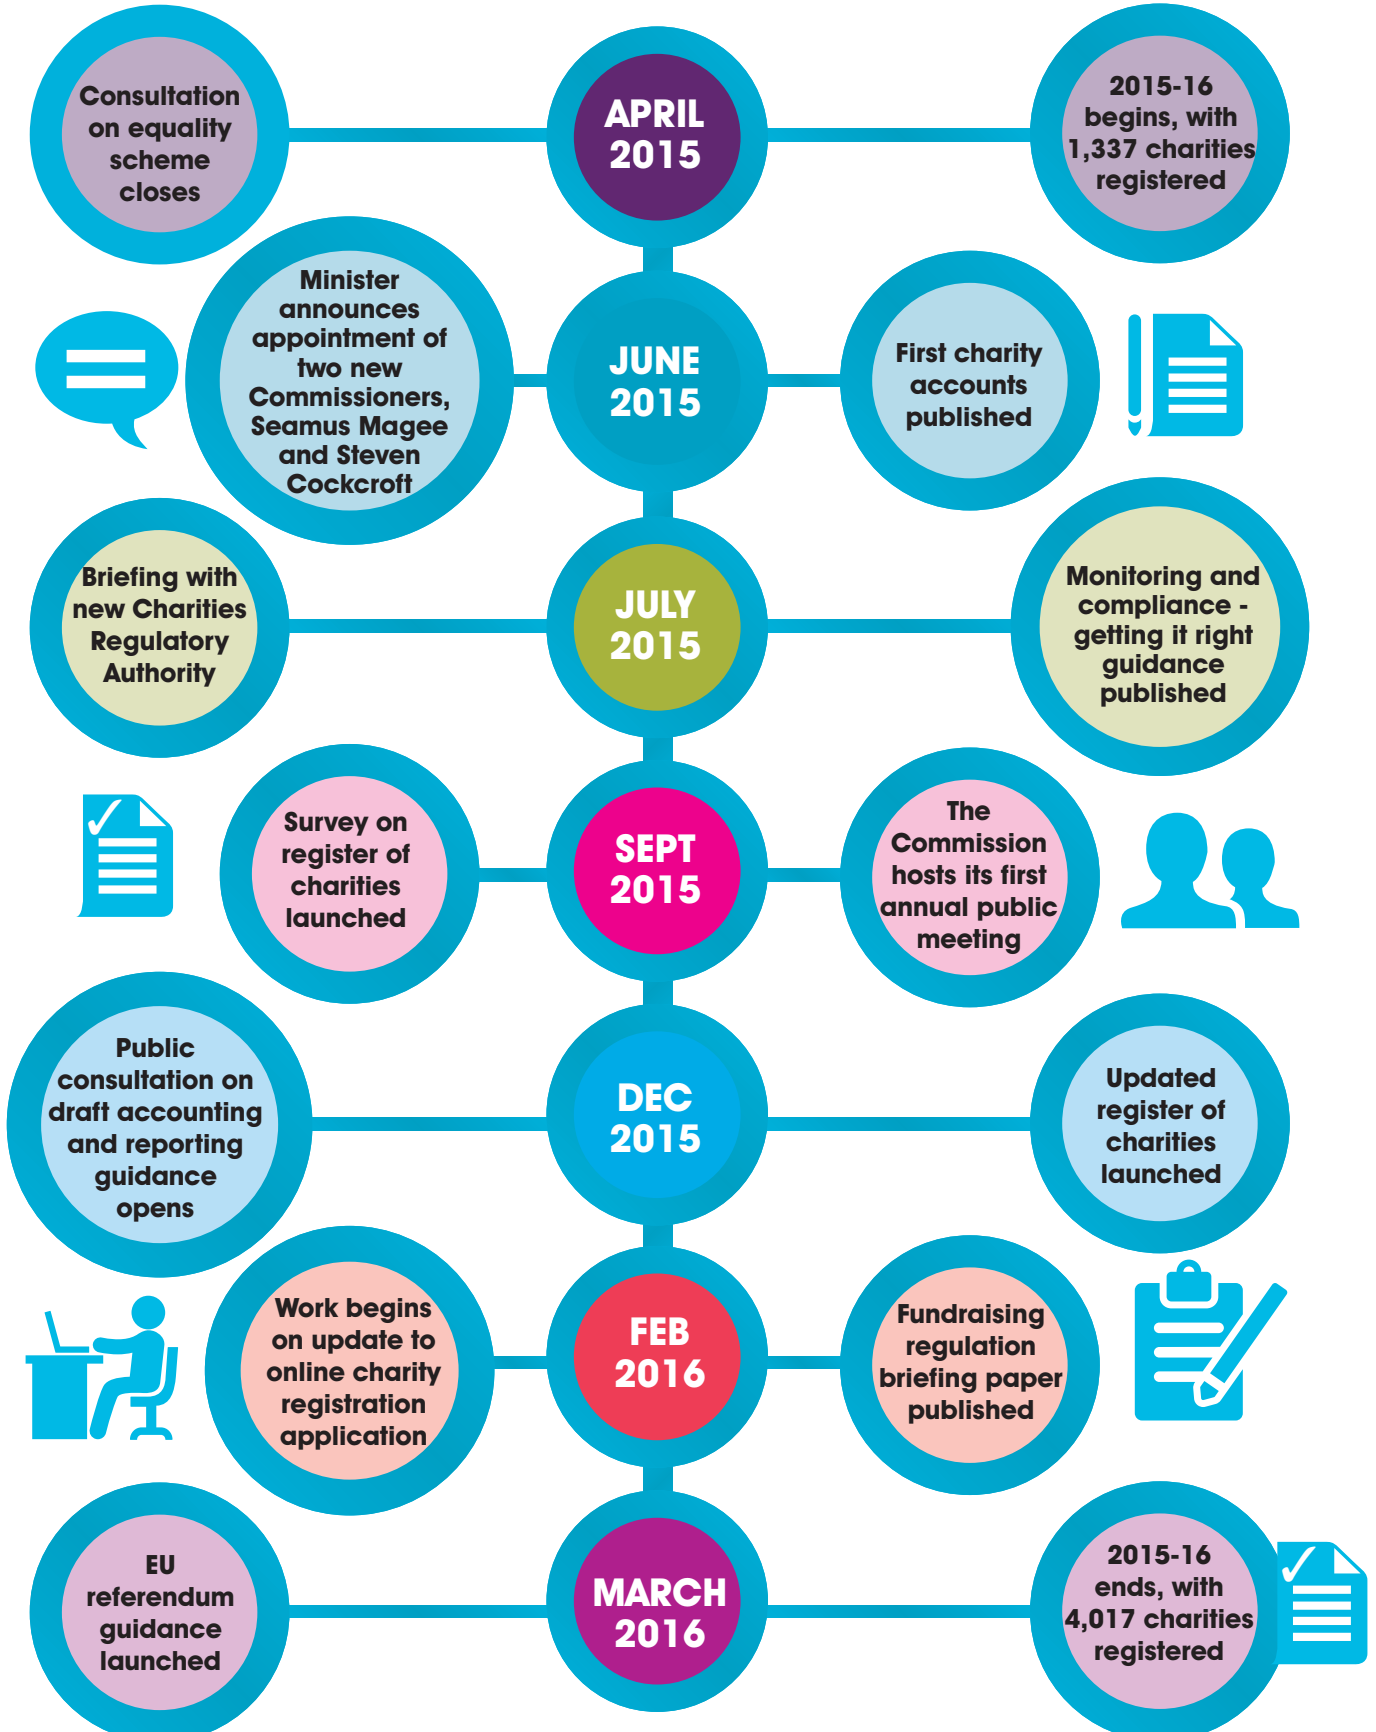 Consultation
on equality
scheme
closes
APRIL
2015
2015-16
begins, with
1,337 charities
registered
Minister
announces
appointment of
two new
Commissioners,
Seamus Magee
and Steven
Cockcroft
JUNE
2015
First charity
accounts
published
Briefing with
new Charities
Regulatory
Authority
JULY
2015
Monitoring and
compliance -
getting it right
guidance
published
Survey on
register of
charities
launched
SEPT
2015
The
Commission
hosts its first
annual public
meeting
Public
consultation on
draft accounting
and reporting
guidance
opens
DEC
2015
Updated
register of
charities
launched
Work begins
on update to
online charity
registration
application
FEB
2016
Fundraising
regulation
briefing paper
published
EU
referendum
guidance
launched
MARCH
2016
2015-16
ends, with
4,017 charities
registered